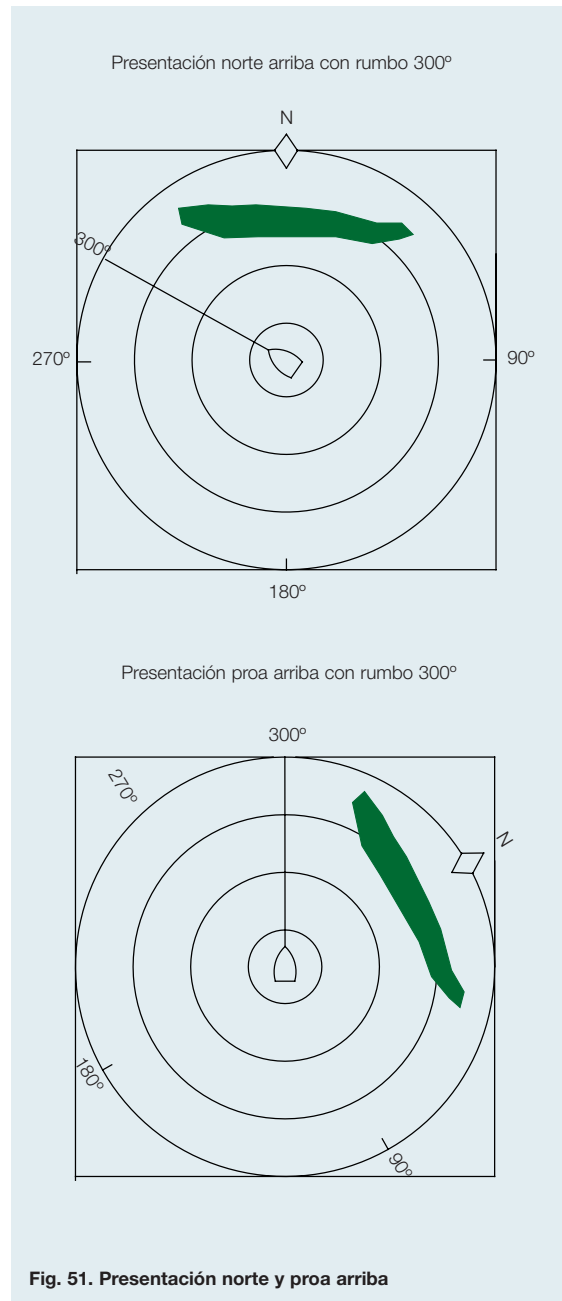 Presentación norte arriba con rumbo 300º
N
300º
270º
90º
180º
Presentación proa arriba con rumbo 300º
300º
270º
N
180º
90º
Fig. 51. Presentación norte y proa arriba